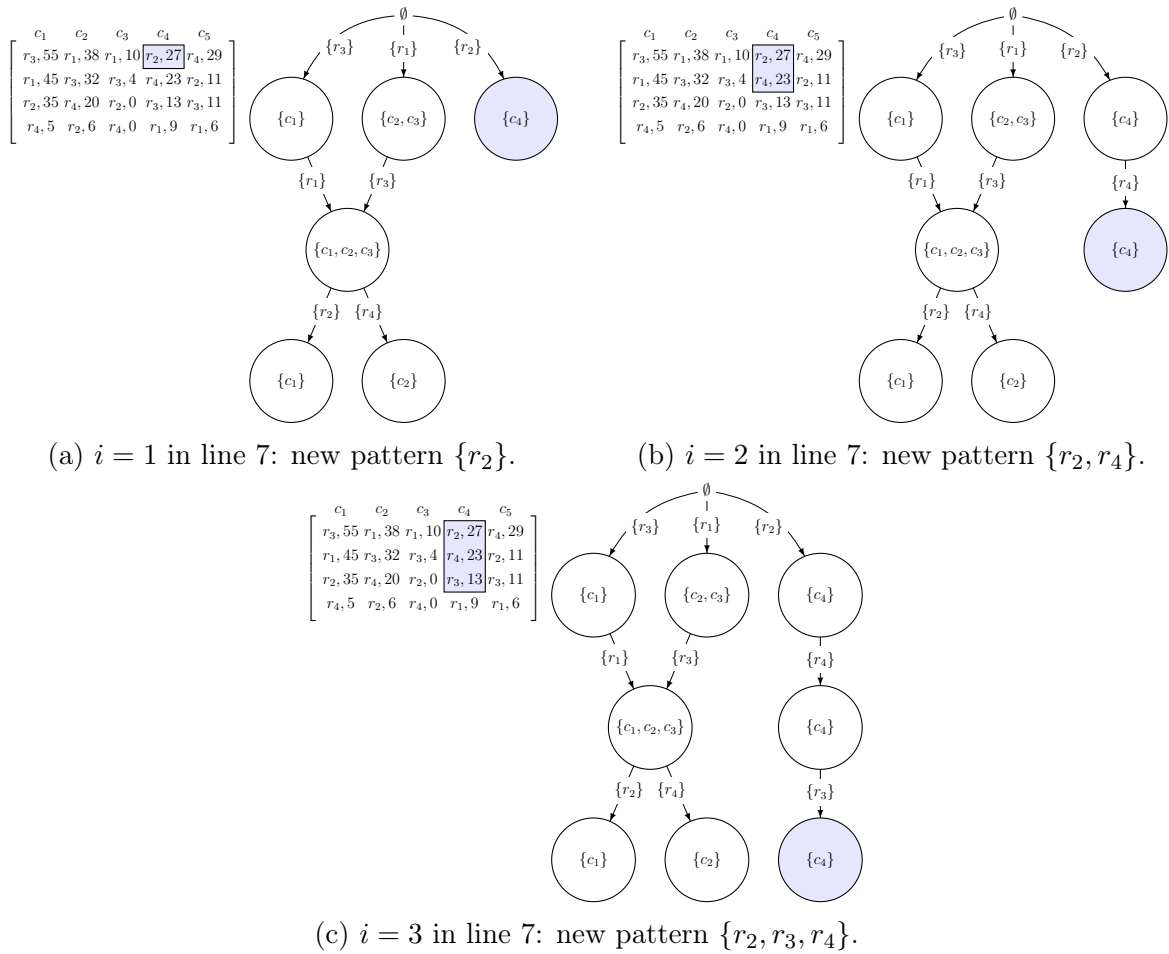 ∅
c₁ c₂ c₃ c₄ c₅
r₃, 55 r₁, 38 r₁, 10 r₂, 27 r₄, 29
r₁, 45 r₃, 32 r₃, 4 r₄, 23 r₂, 11
r₂, 35 r₄, 20 r₂, 0 r₃, 13 r₃, 11
r₄, 5 r₂, 6 r₄, 0 r₁, 9 r₁, 6
{r₃} {r₁} {r₂}
{c₁} {c₂, c₃} {c₄}
{r₁} {r₃}
{c₁, c₂, c₃}
{r₂} {r₄}
{c₁} {c₂}
(a) i = 1 in line 7: new pattern {r₂}.
∅
c₁ c₂ c₃ c₄ c₅
r₃, 55 r₁, 38 r₁, 10 r₂, 27 r₄, 29
r₁, 45 r₃, 32 r₃, 4 r₄, 23 r₂, 11
r₂, 35 r₄, 20 r₂, 0 r₃, 13 r₃, 11
r₄, 5 r₂, 6 r₄, 0 r₁, 9 r₁, 6
{r₃} {r₁} {r₂}
{c₁} {c₂, c₃} {c₄}
{r₁} {r₃} {r₄}
{c₁, c₂, c₃} {c₄}
{r₂} {r₄}
{c₁} {c₂}
(b) i = 2 in line 7: new pattern {r₂, r₄}.
∅
c₁ c₂ c₃ c₄ c₅
r₃, 55 r₁, 38 r₁, 10 r₂, 27 r₄, 29
r₁, 45 r₃, 32 r₃, 4 r₄, 23 r₂, 11
r₂, 35 r₄, 20 r₂, 0 r₃, 13 r₃, 11
r₄, 5 r₂, 6 r₄, 0 r₁, 9 r₁, 6
{r₃} {r₁} {r₂}
{c₁} {c₂, c₃} {c₄}
{r₁} {r₃} {r₄}
{c₁, c₂, c₃} {c₄}
{r₂} {r₄} {r₃}
{c₁} {c₂} {c₄}
(c) i = 3 in line 7: new pattern {r₂, r₃, r₄}.